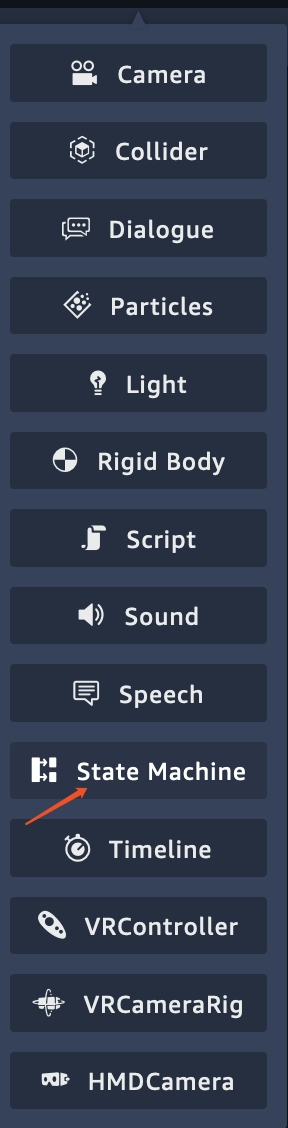 Camera
Collider
Dialogue
Particles
Light
Rigid Body
Script
Sound
Speech
State Machine
Timeline
VRController
VRCameraRig
HMDCamera